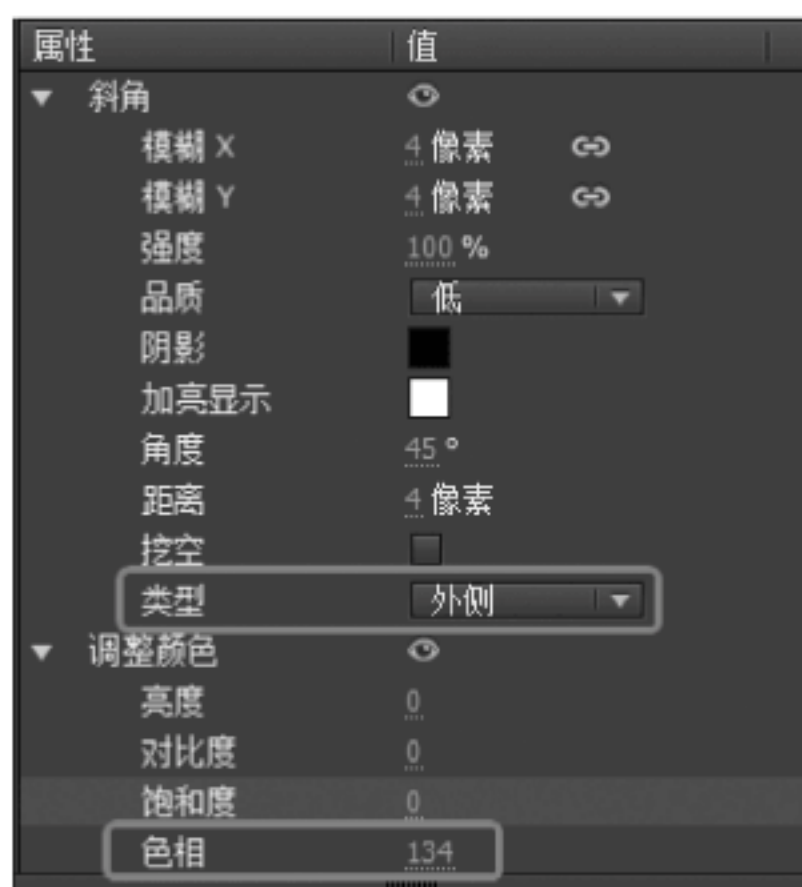 属性 值
斜角
模糊 X 4 像素
模糊 Y 4 像素
强度 100 %
品质 低
阴影
加亮显示
角度 45 °
距离 4 像素
挖空
类型 外侧
调整颜色
亮度 0
对比度 0
饱和度 0
色相 134